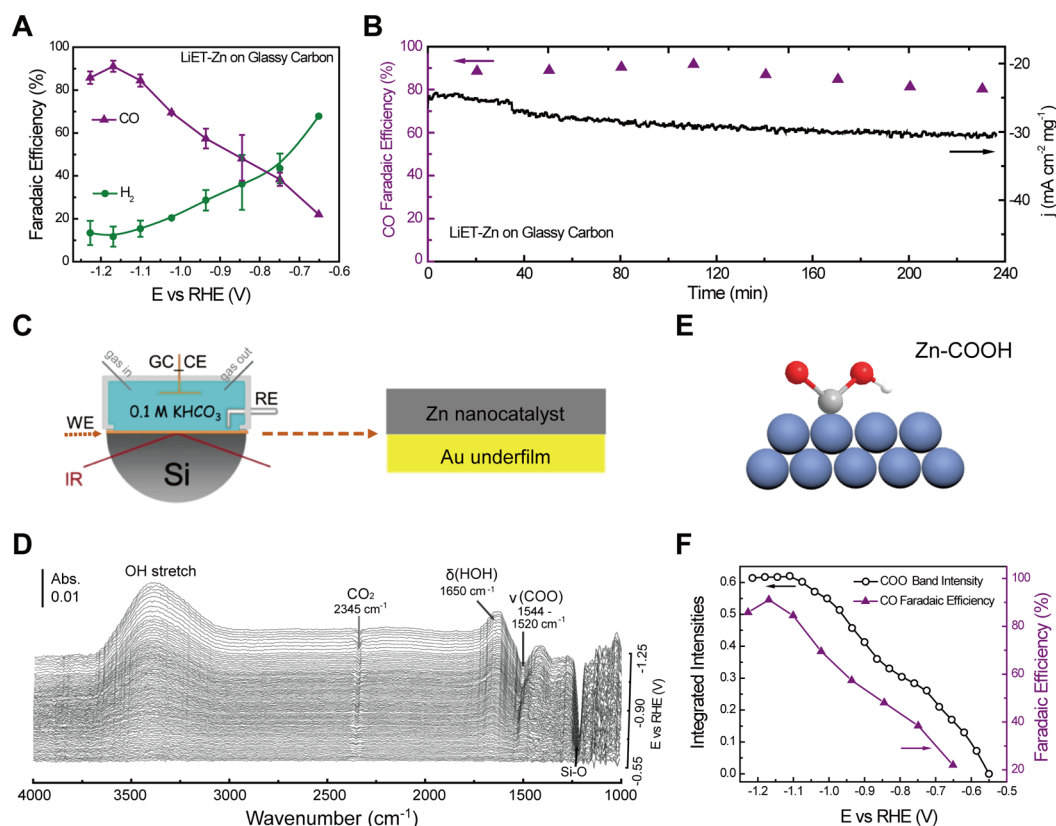 A
LiET-Zn on Glassy Carbon
CO
H2
Faradaic Efficiency (%)
100
80
60
40
20
0
-1.2 -1.1 -1.0 -0.9 -0.8 -0.7 -0.6
E vs RHE (V)
B
CO Faradaic Efficiency (%)
100
90
80
60
40
20
0
LiET-Zn on Glassy Carbon
0 40 80 120 160 200 240
Time (min)
-20
-30
-40
j (mA cm-2 mg-1)
C
gas in
GC_CE
gas out
RE
0.1 M KHCO3
WE
IR
Si
Zn nanocatalyst
Au underfilm
E
Zn-COOH
D
Abs.
0.01
OH stretch
CO2
2345 cm-1
δ(HOH)
1650 cm-1
ν(COO)
1544 -
1520 cm-1
Si-O
-1.25
-0.90
-0.55
E vs RHE (V)
4000 3500 3000 2500 2000 1500 1000
Wavenumber (cm-1)
F
COO Band Intensity
CO Faradaic Efficiency
Integrated Intensities
0.6
0.5
0.4
0.3
0.2
0.1
0.0
-1.2 -1.1 -1.0 -0.9 -0.8 -0.7 -0.6 -0.5
E vs RHE (V)
100
80
60
40
20
Faradaic Efficiency (%)